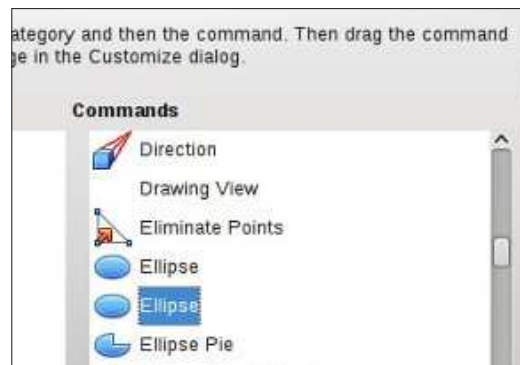 ategory and then the command. Then drag the command
ge in the Customize dialog.
Commands
Direction
Drawing View
Eliminate Points
Ellipse
Ellipse
Ellipse Pie